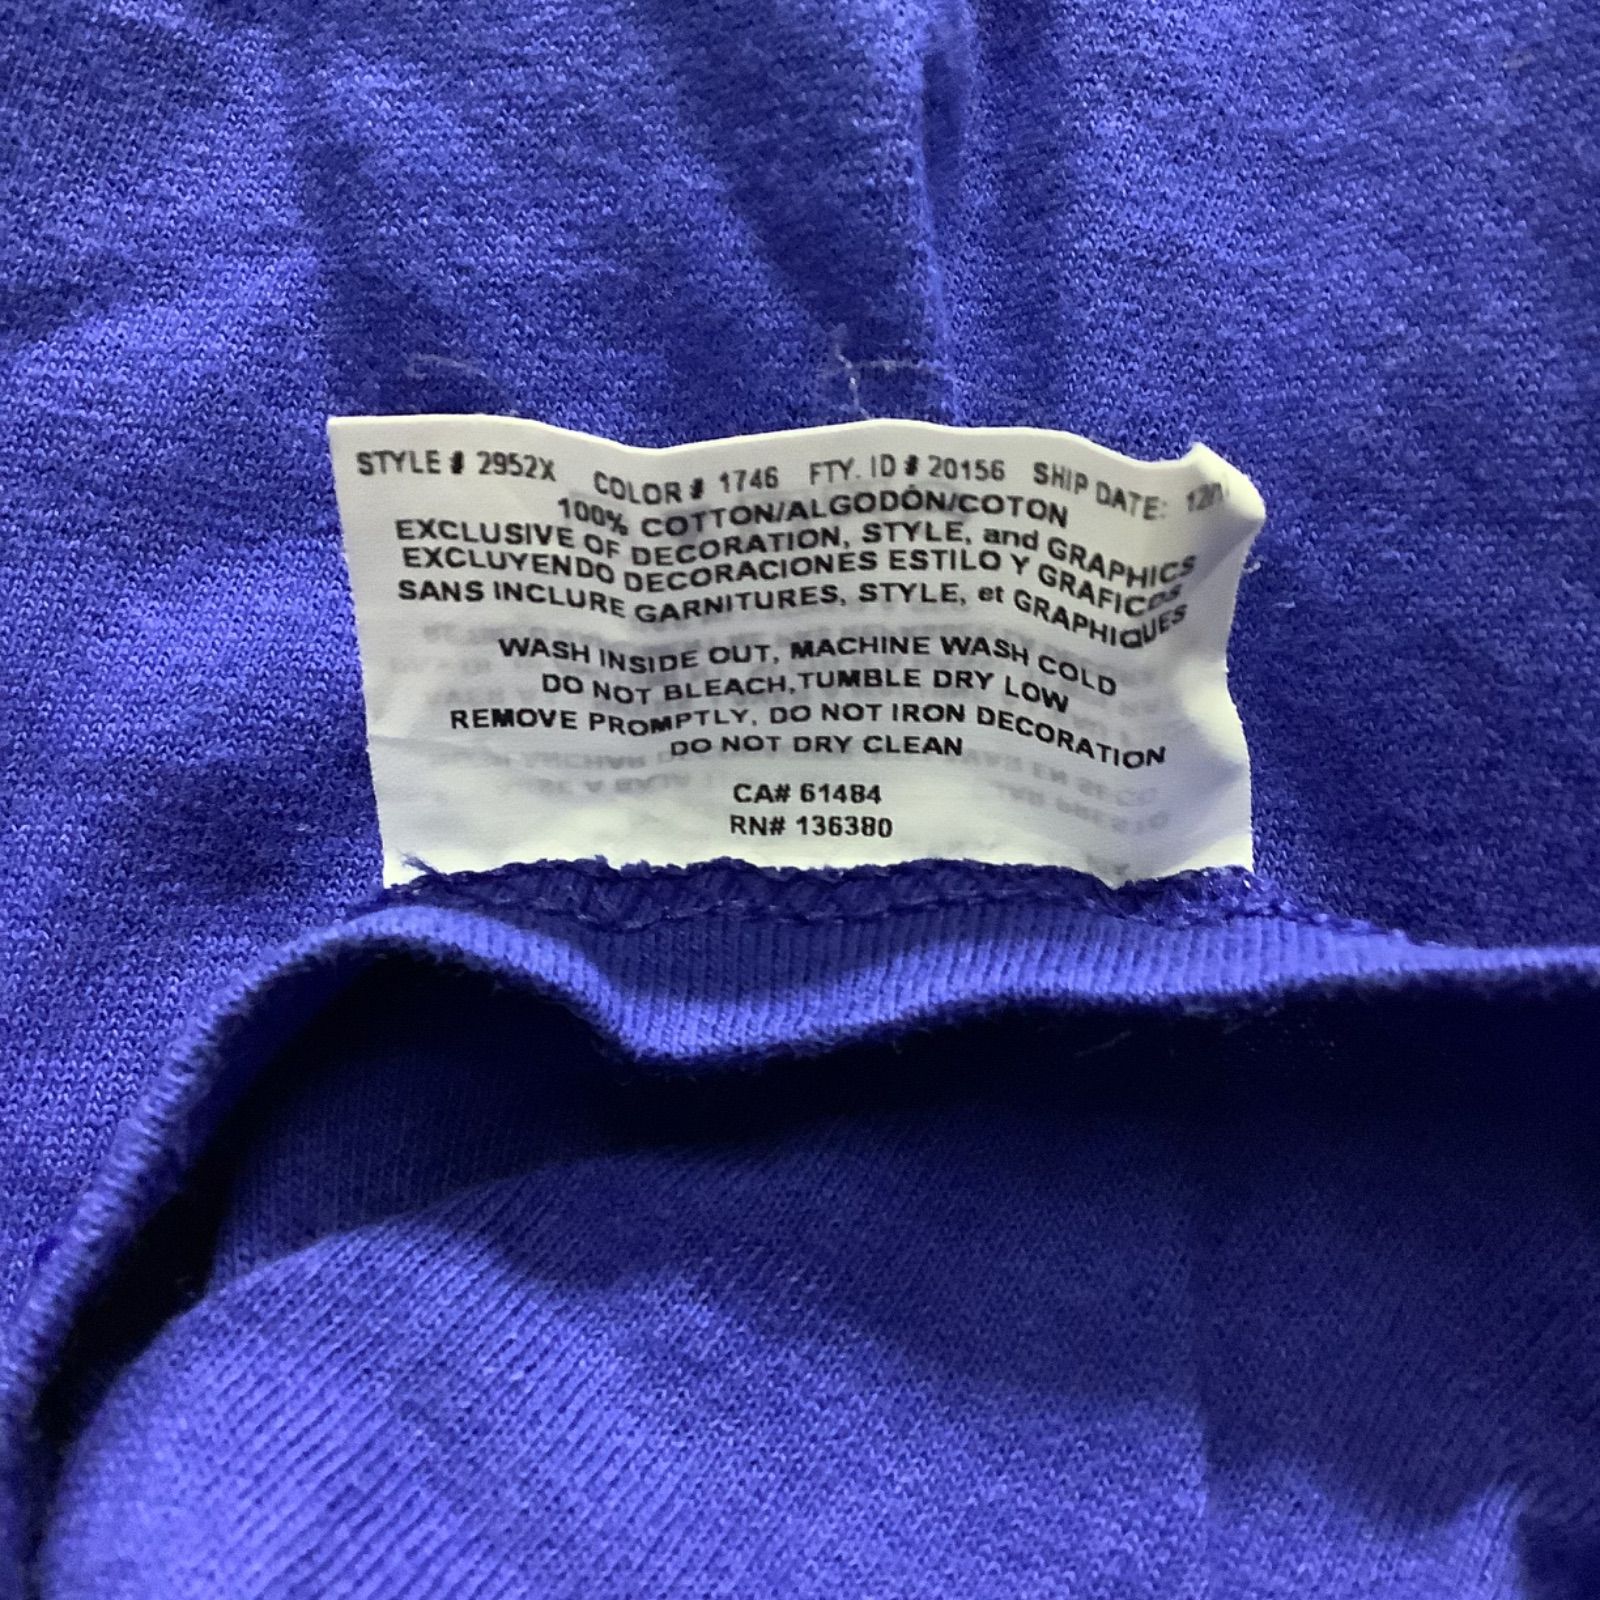 STYLE # 2952X COLOR # 1746 FTY. ID # 20156 SHIP DATE:
100% COTTON/ALGODÓN/COTON
EXCLUSIVE OF DECORATION, STYLE, and GRAPHICS
EXCLUYENDO DECORACIONES ESTILO Y GRAFICOS
SANS INCLURE GARNITURES, STYLE, et GRAPHIQUES
WASH INSIDE OUT, MACHINE WASH COLD
DO NOT BLEACH,TUMBLE DRY LOW
REMOVE PROMPTLY, DO NOT IRON DECORATION
DO NOT DRY CLEAN
CA# 61484
RN# 136380